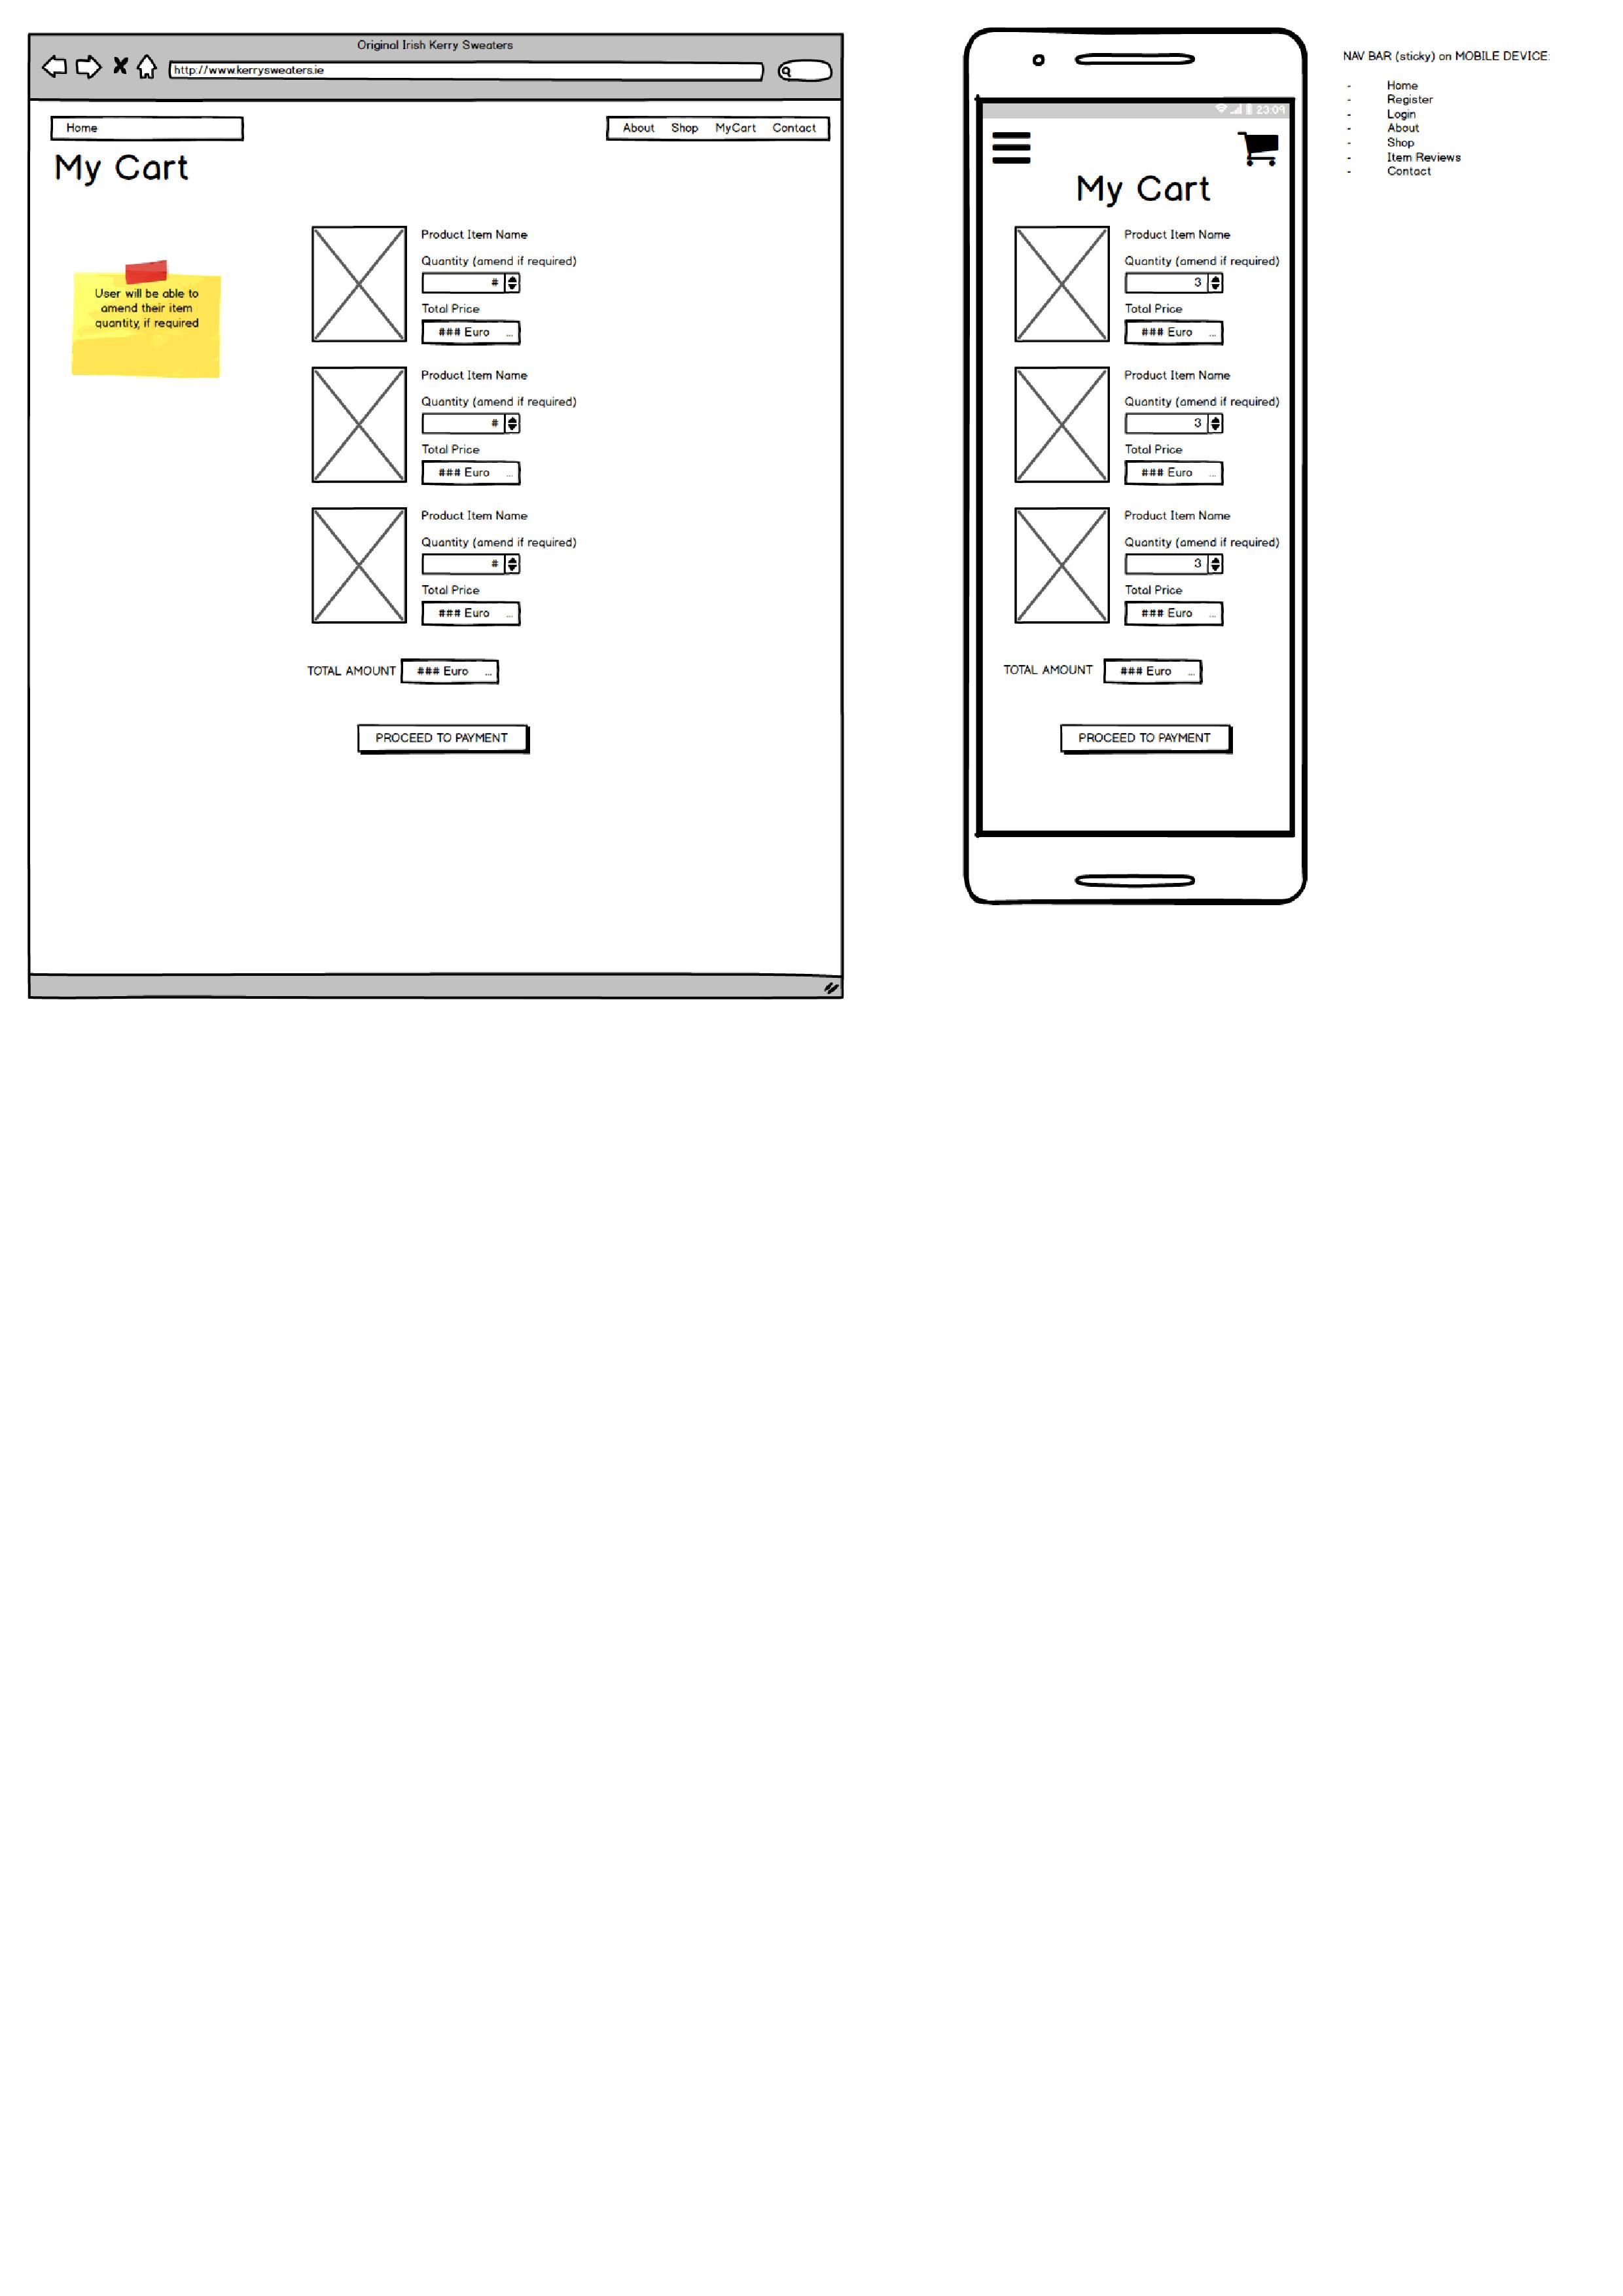 Original Irish Kerry Sweaters
http://www.kerrysweaters.ie
Home
About Shop MyCart Contact
My Cart
User will be able to
amend their item
quantity, if required
Product Item Name
Quantity (amend if required)
#
Total Price
### Euro ...
Product Item Name
Quantity (amend if required)
#
Total Price
### Euro ...
Product Item Name
Quantity (amend if required)
#
Total Price
### Euro ...
TOTAL AMOUNT ### Euro ...
PROCEED TO PAYMENT
23:09
My Cart
Product Item Name
Quantity (amend if required)
3
Total Price
### Euro ...
Product Item Name
Quantity (amend if required)
3
Total Price
### Euro ...
Product Item Name
Quantity (amend if required)
3
Total Price
### Euro ...
TOTAL AMOUNT ### Euro ...
PROCEED TO PAYMENT
NAV BAR (sticky) on MOBILE DEVICE:
- Home
- Register
- Login
- About
- Shop
- Item Reviews
- Contact